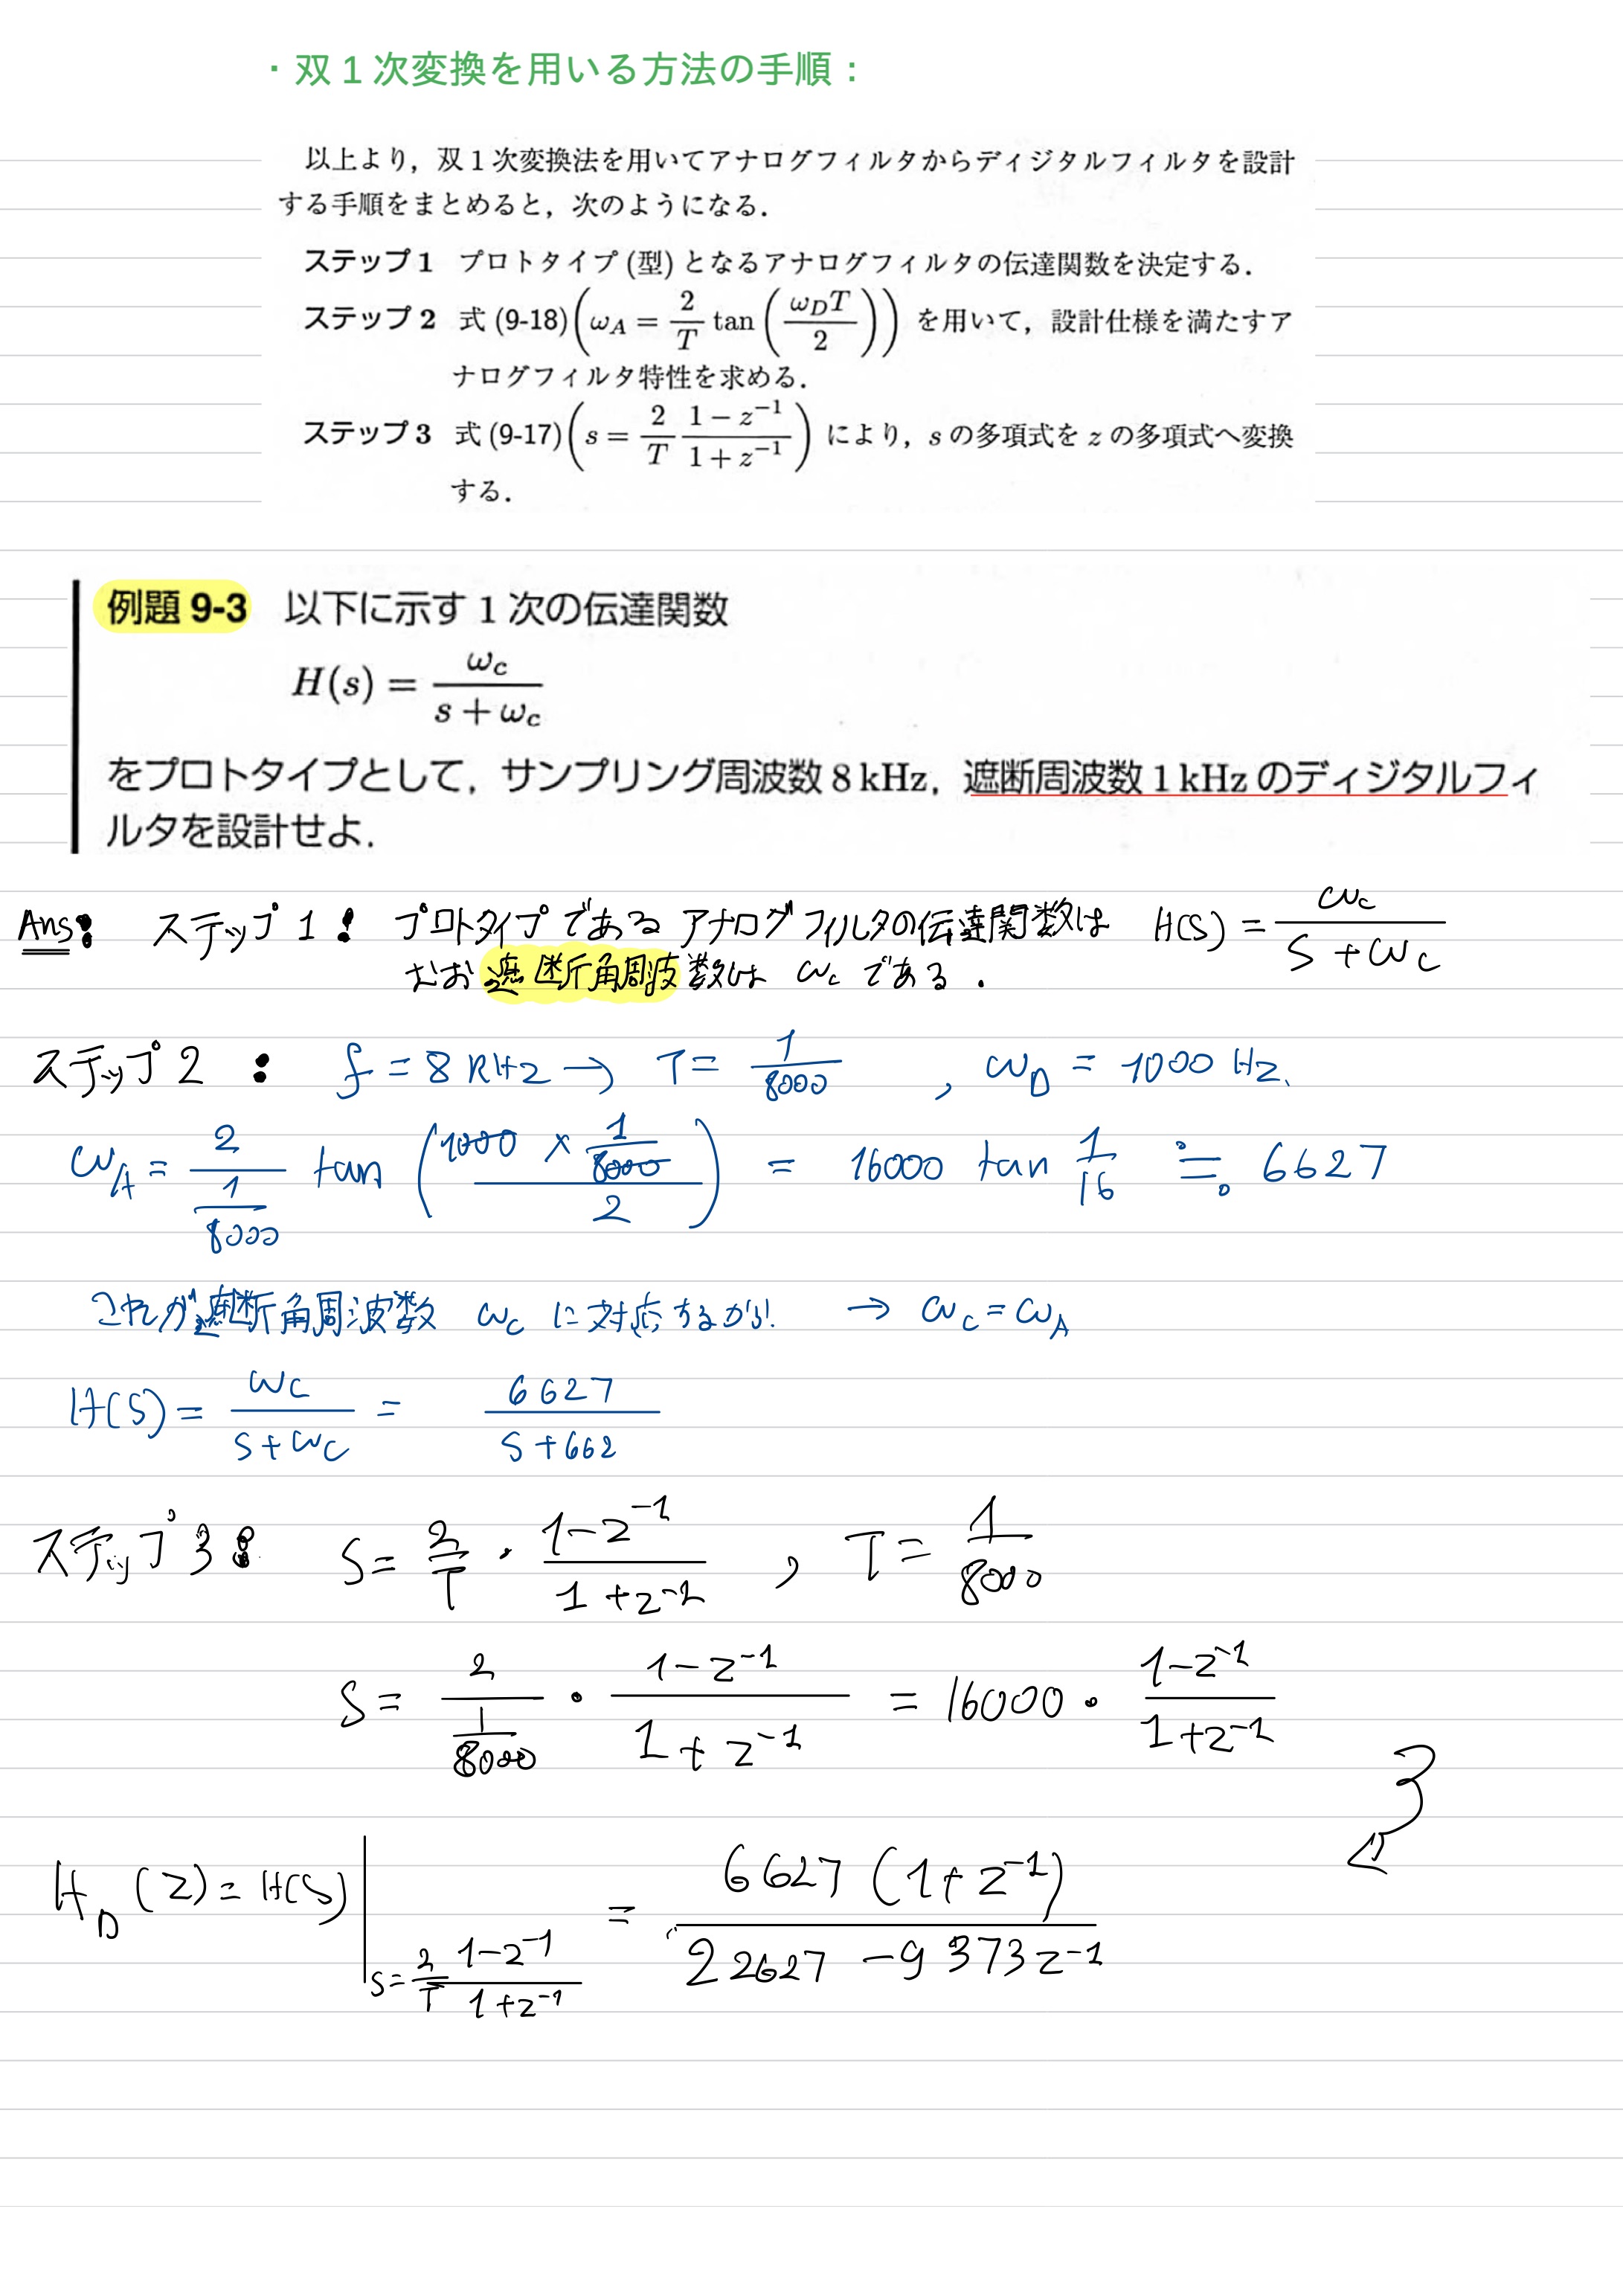 ・双1次変換を用いる方法の手順：
以上より，双1次変換法を用いてアナログフィルタからディジタルフィルタを設計
する手順をまとめると，次のようになる．
ステップ1 プロトタイプ(型)となるアナログフィルタの伝達関数を決定する．
ステップ2 式(9-18)(ω_A = 2/T tan(ω_D T/2)) を用いて，設計仕様を満たすア
ナログフィルタ特性を求める．
ステップ3 式(9-17)(s = 2/T (1 − z^{-1})/(1 + z^{-1})) により，s の多項式を z の多項式へ変換
する．
例題9-3 以下に示す1次の伝達関数
H(s) = ω_c/(s + ω_c)
をプロトタイプとして，サンプリング周波数8kHz，遮断周波数1kHzのディジタルフィ
ルタを設計せよ．
Ans: ステップ1: プロトタイプであるアナログフィルタの伝達関数は H(S) = ω_c/(S + ω_c)
なお遮断角周波数は ω_c である．
ステップ2: f = 8 kHz → T = 1/8000 , ω_D = 1000 Hz.
ω_A = 2/(1/8000) tan((1000 × 1/8000)/2) = 16000 tan 1/16 ≒ 6627
これが遮断角周波数 ω_c に対応するから → ω_c = ω_A
H(S) = ω_c/(S + ω_c) = 6627/(S + 662)
ステップ3: S = 2/T · (1 − z^{-1})/(1 + z^{-1}) , T = 1/8000
S = 2/(1/8000) · (1 − z^{-1})/(1 + z^{-1}) = 16000 · (1 − z^{-1})/(1 + z^{-1})
H_D(z) = H(S)|_{S = 2/T (1 − z^{-1})/(1 + z^{-1})} = 6627(1 + z^{-1})/(22627 − 9373z^{-1})